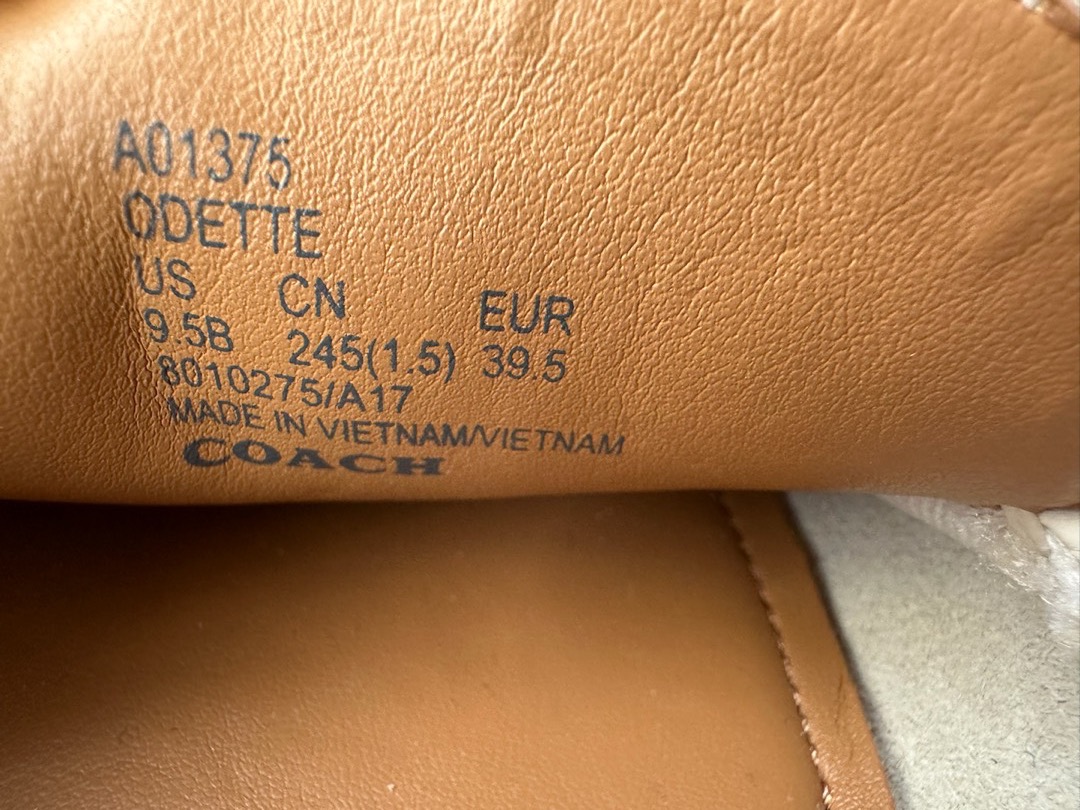 A01375
ODETTE
US CN EUR
9.5B 245(1.5) 39.5
8010275/A17
MADE IN VIETNAM/VIETNAM
COACH